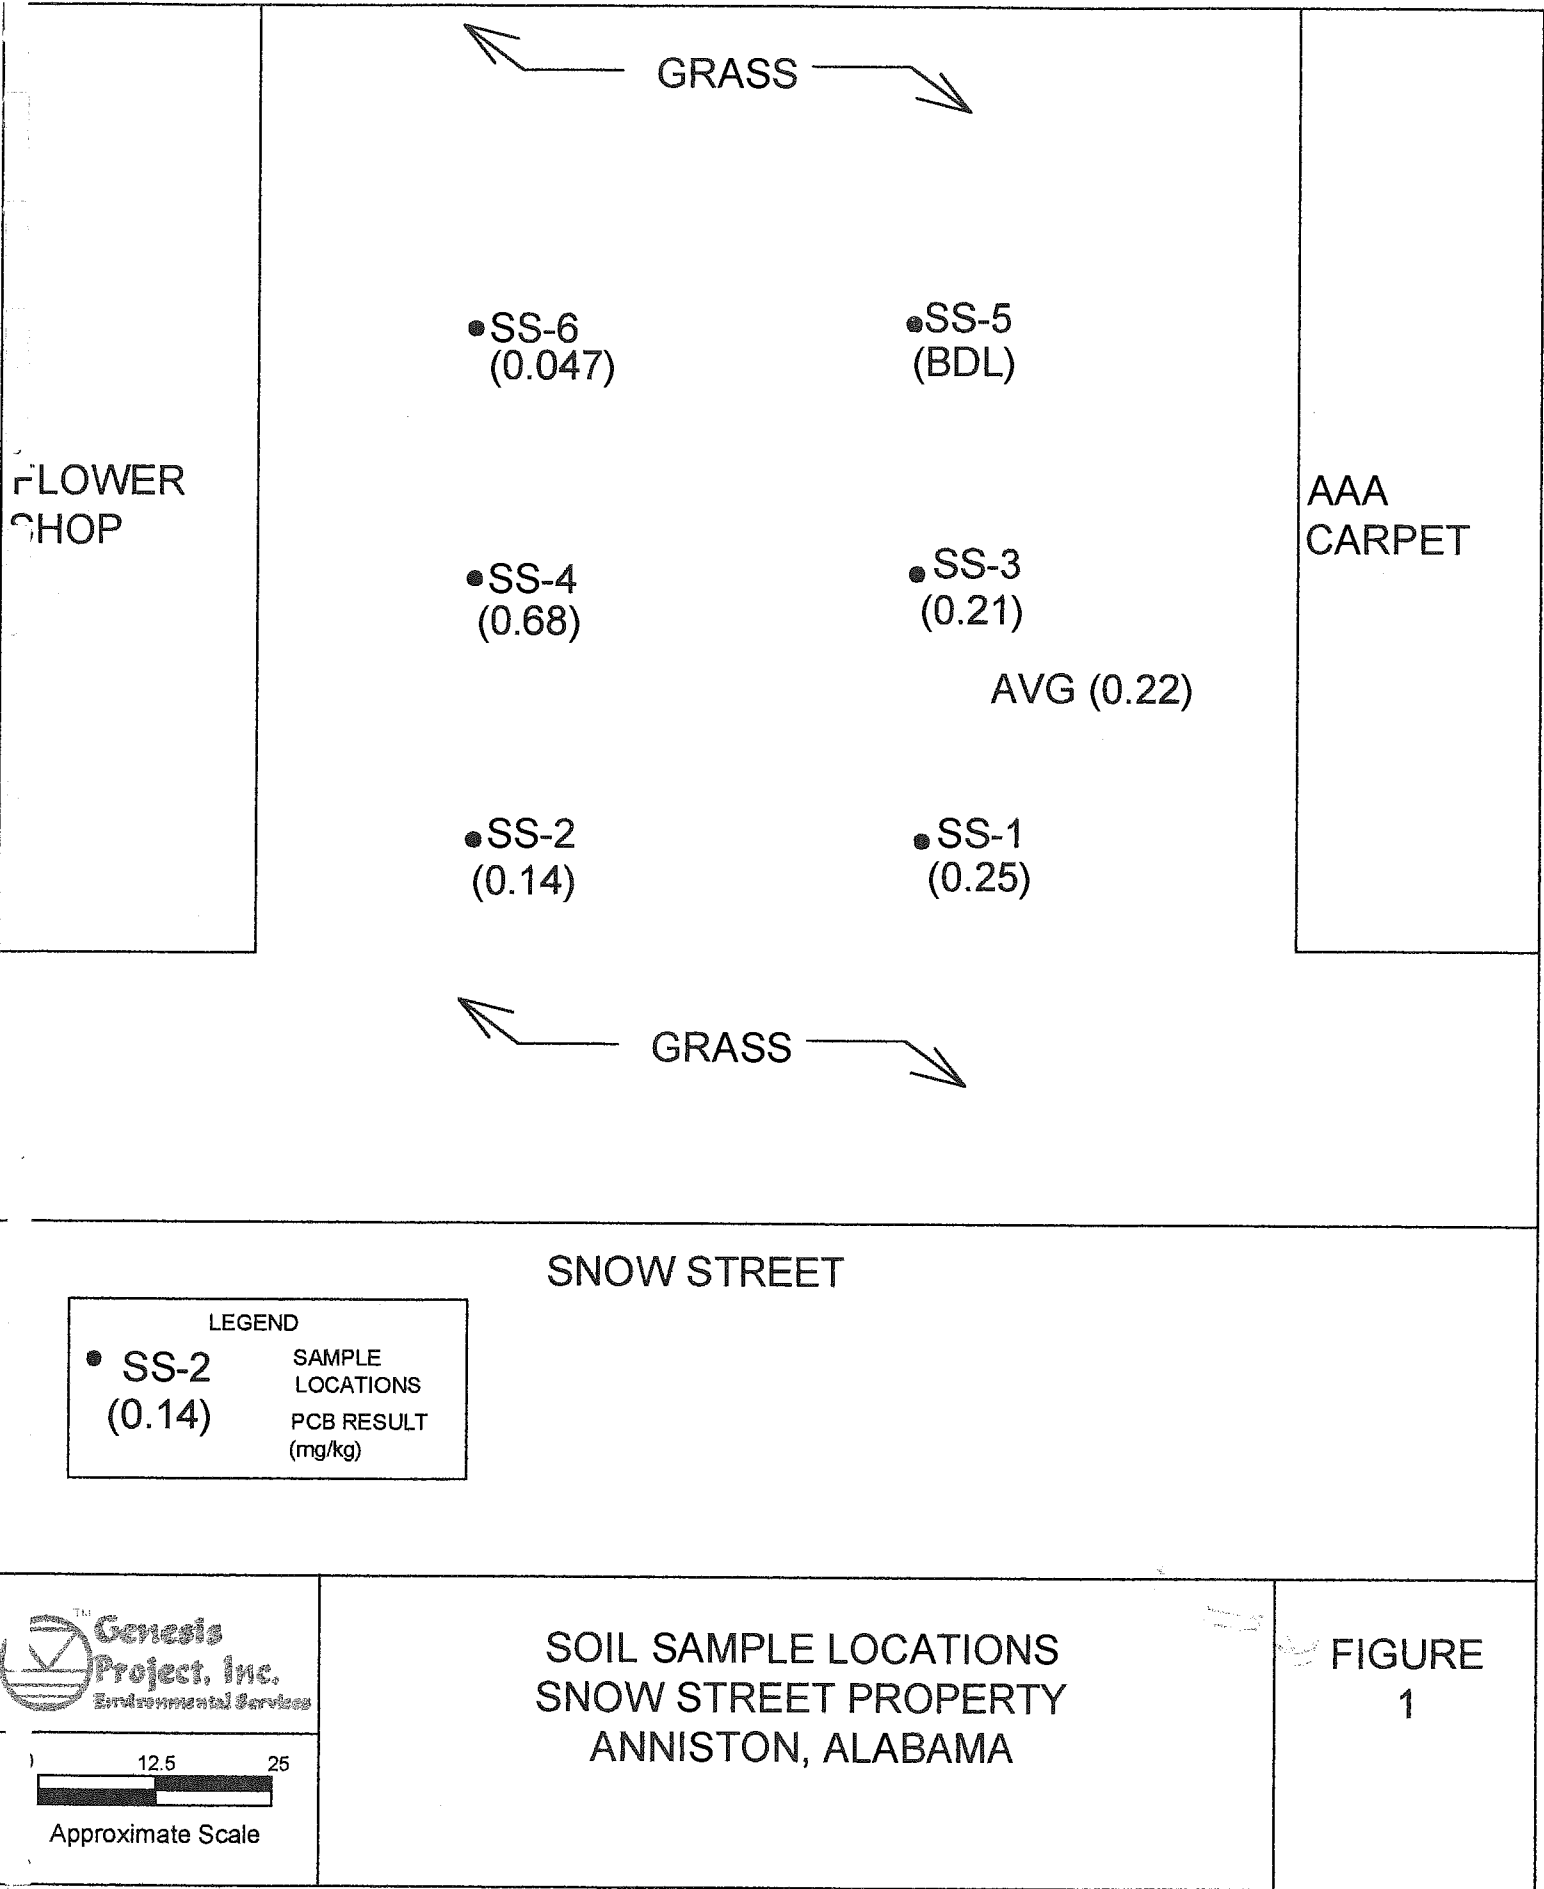 GRASS
SS-6
(0.047)
SS-5
(BDL)
FLOWER
SHOP
AAA
CARPET
SS-4
(0.68)
SS-3
(0.21)
AVG (0.22)
SS-2
(0.14)
SS-1
(0.25)
GRASS
SNOW STREET
LEGEND
SS-2
(0.14)
SAMPLE
LOCATIONS
PCB RESULT
(mg/kg)
TM
Genesis
Project, Inc.
Environmental Services
12.5 25
Approximate Scale
SOIL SAMPLE LOCATIONS
SNOW STREET PROPERTY
ANNISTON, ALABAMA
FIGURE
1